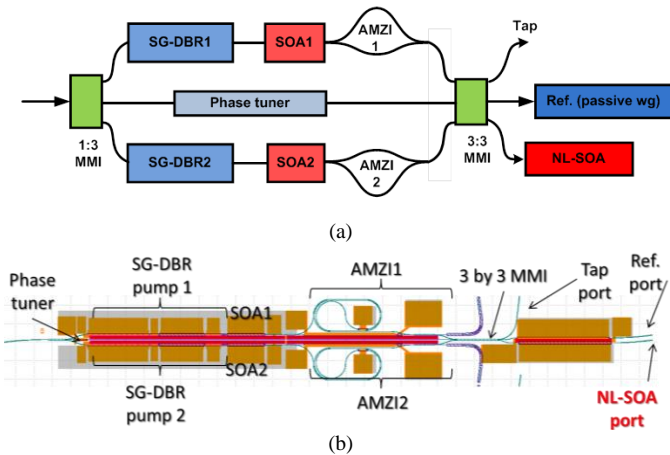 SG-DBR1
SOA1
AMZI
1
Tap
Phase tuner
Ref. (passive wg)
1:3
MMI
3:3
MMI
SG-DBR2
SOA2
AMZI
2
NL-SOA
(a)
Phase
tuner
SG-DBR
pump 1
SOA1
AMZI1
3 by 3 MMI
Tap
port
Ref.
port
SG-DBR
pump 2
SOA2
AMZI2
NL-SOA
port
(b)